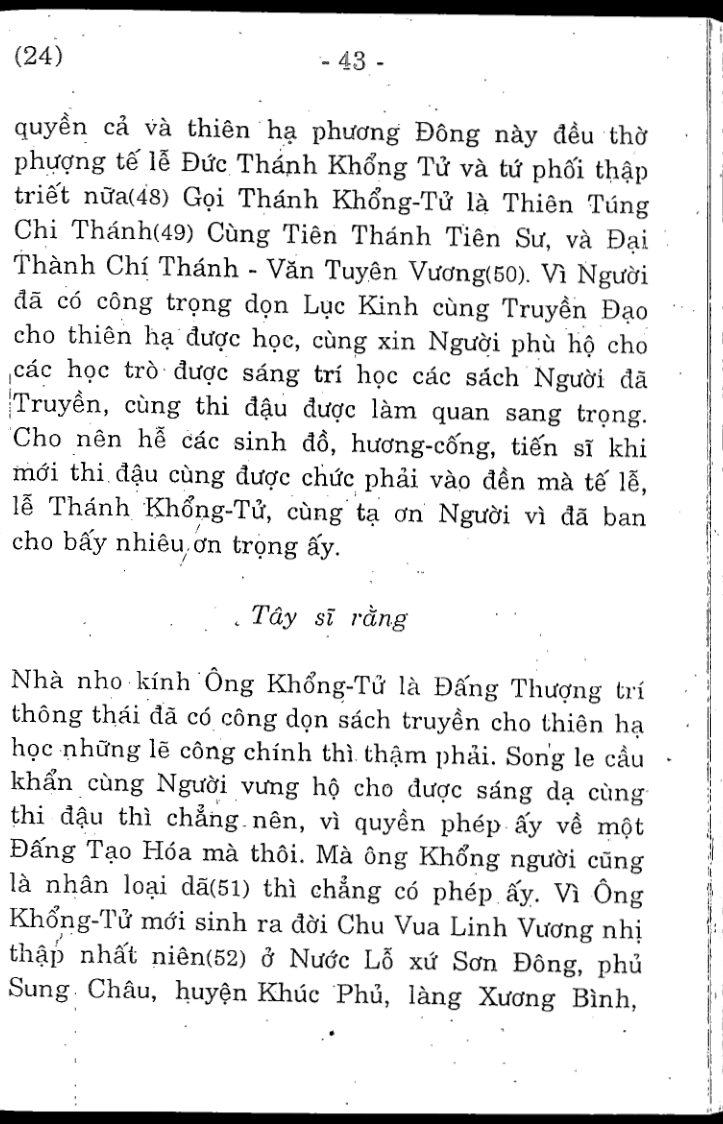 (24)
- 43 -
quyền cả và thiên hạ phương Đông này đều thờ
phượng tế lễ Đức Thánh Khổng Tử và tứ phối thập
triết nữa(48) Gọi Thánh Khổng-Tử là Thiên Túng
Chi Thánh(49) Cùng Tiên Thánh Tiên Sư, và Đại
Thành Chí Thánh - Văn Tuyên Vương(50). Vì Người
đã có công trọng dọn Lục Kinh cùng Truyền Đạo
cho thiên hạ được học, cùng xin Người phù hộ cho
các học trò được sáng trí học các sách Người đã
Truyền, cùng thi đậu được làm quan sang trọng.
Cho nên hễ các sinh đồ, hương-cống, tiến sĩ khi
mới thi đậu cùng được chức phải vào đền mà tế lễ,
lễ Thánh Khổng-Tử, cùng tạ ơn Người vì đã ban
cho bấy nhiêu ơn trọng ấy.
Tây sĩ rằng
Nhà nho kính Ông Khổng-Tử là Đấng Thượng trí
thông thái đã có công dọn sách truyền cho thiên hạ
học những lẽ công chính thì thậm phải. Song le cầu
khẩn cùng Người vưng hộ cho được sáng dạ cùng
thi đậu thì chẳng nên, vì quyền phép ấy về một
Đấng Tạo Hóa mà thôi. Mà ông Khổng người cũng
là nhân loại dã(51) thì chẳng có phép ấy. Vì Ông
Khổng-Tử mới sinh ra đời Chu Vua Linh Vương nhị
thập nhất niên(52) ở Nước Lỗ xứ Sơn Đông, phủ
Sung Châu, huyện Khúc Phủ, làng Xương Bình,